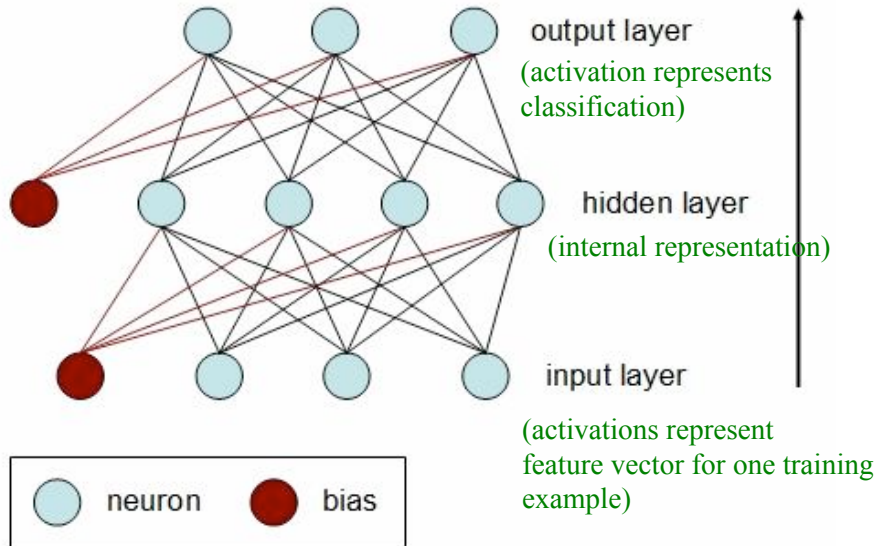 output layer
(activation represents
classification)
hidden layer
(internal representation)
input layer
(activations represent
feature vector for one training
example)
neuron
bias